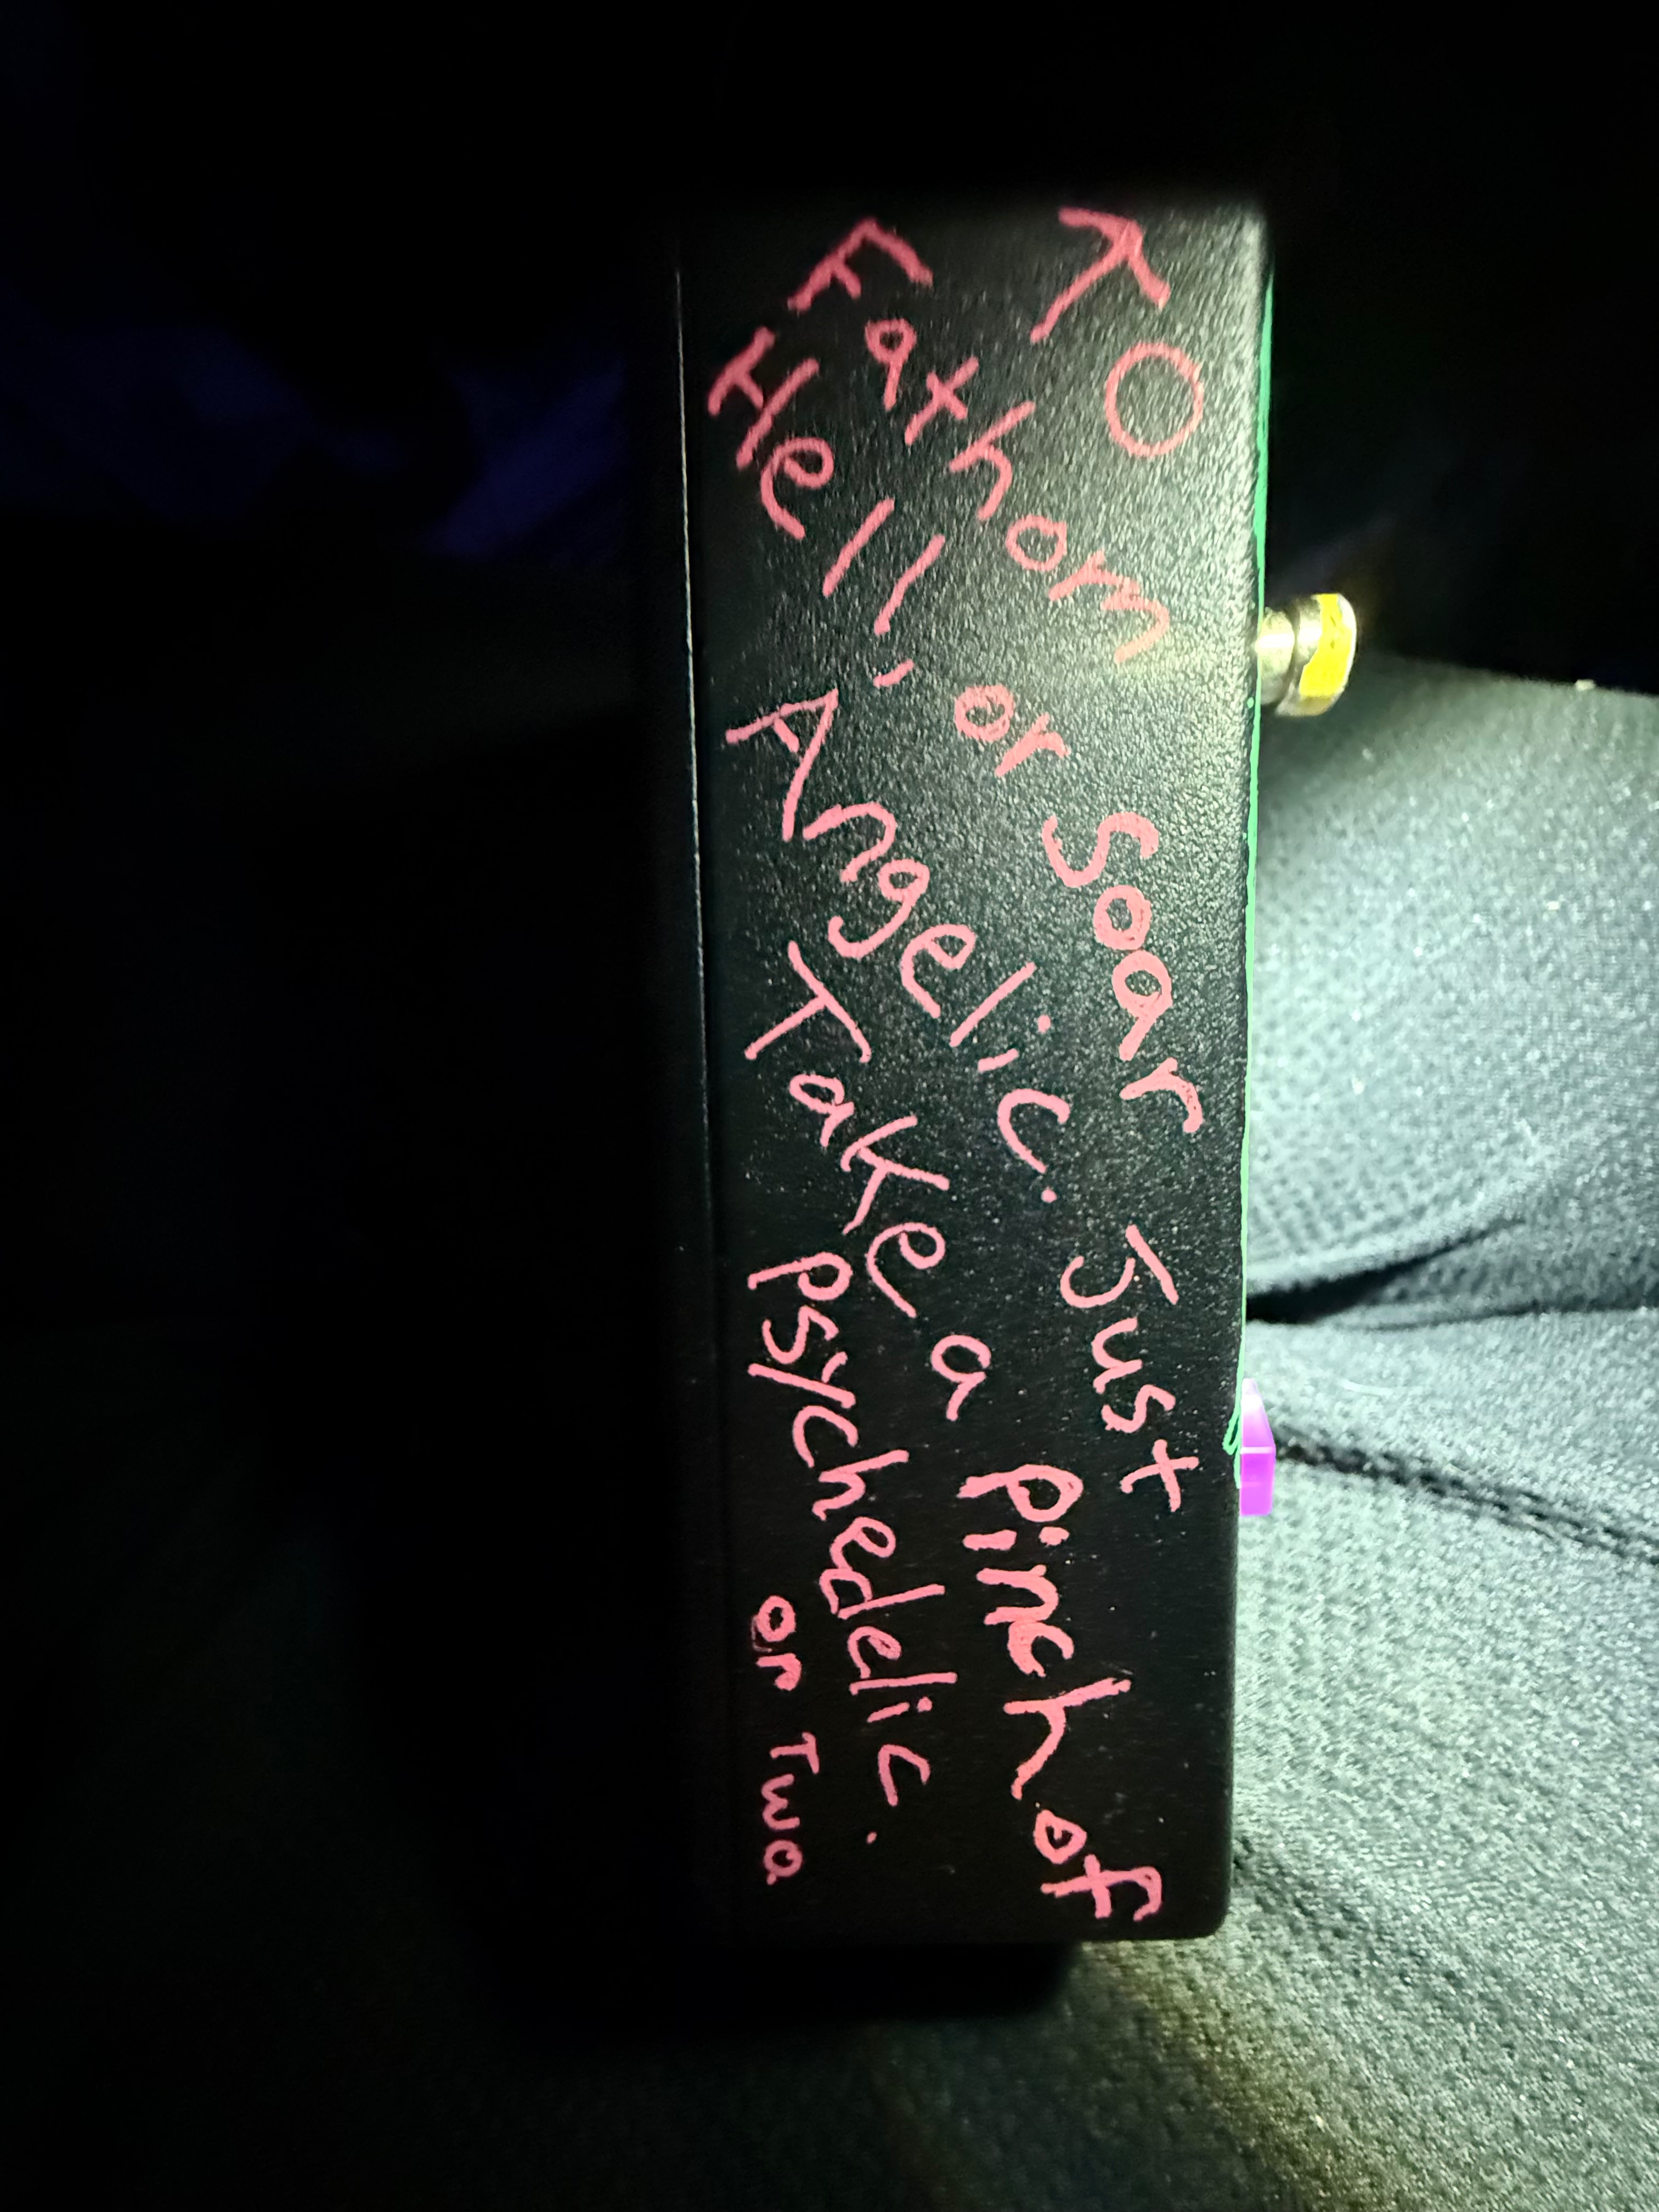 TO
Fathom
Hell, or Soar
Angelic. Just
Take a Pinch of
Psychedelic.
or Two